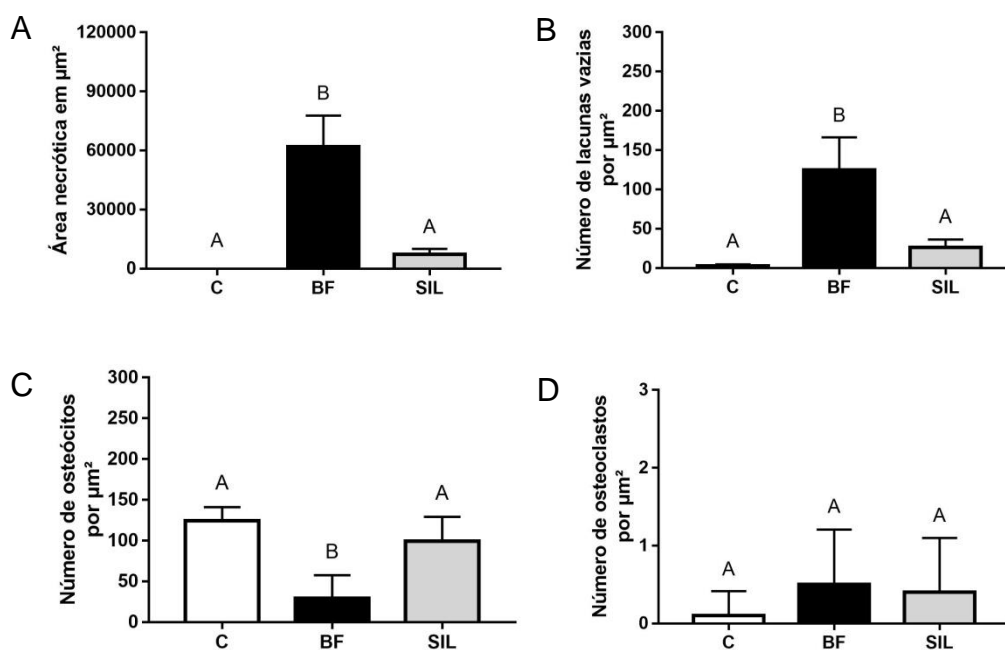 A
Área necrótica em µm²
120000
90000
60000
30000
0
A
B
A
C
BF
SIL
B
Número de lacunas vazias
por µm²
300
250
200
150
100
50
0
A
B
A
C
BF
SIL
C
Número de osteócitos
por µm²
300
250
200
150
100
50
0
A
B
A
C
BF
SIL
D
Número de osteoclastos
por µm²
3
2
1
0
A
A
A
C
BF
SIL